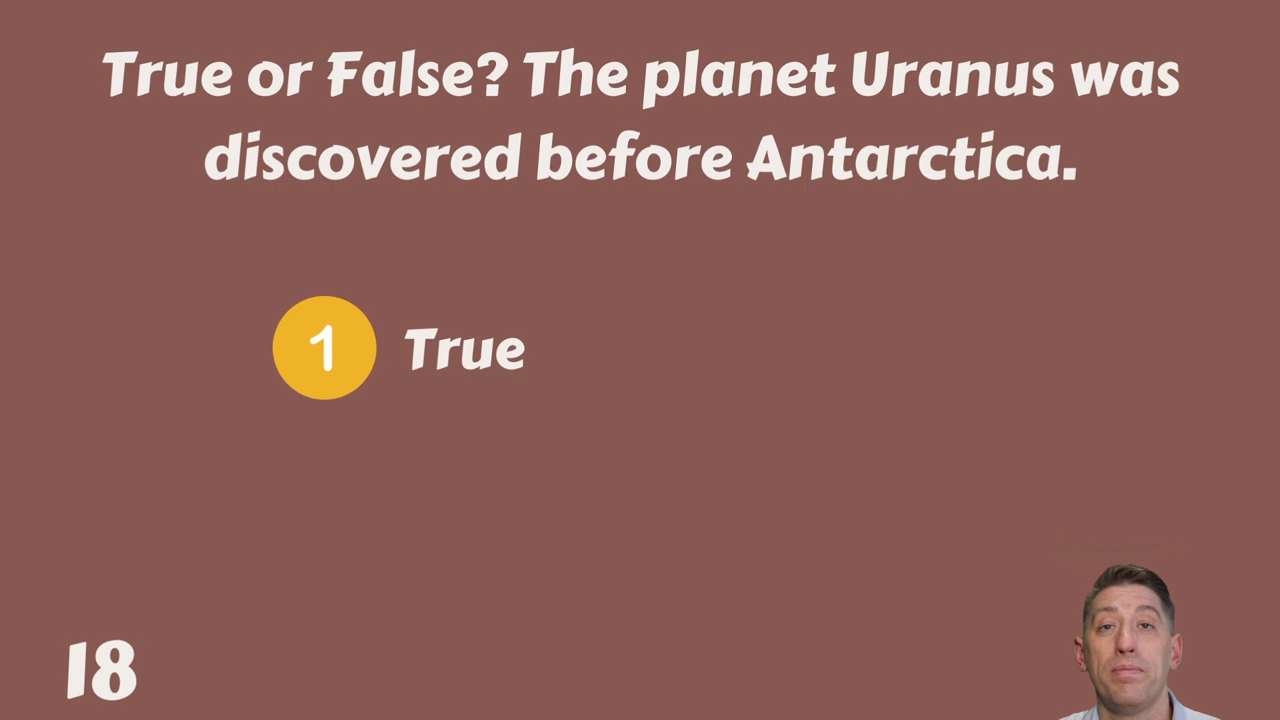 True or False? The planet Uranus was
discovered before Antarctica.
1 True
18